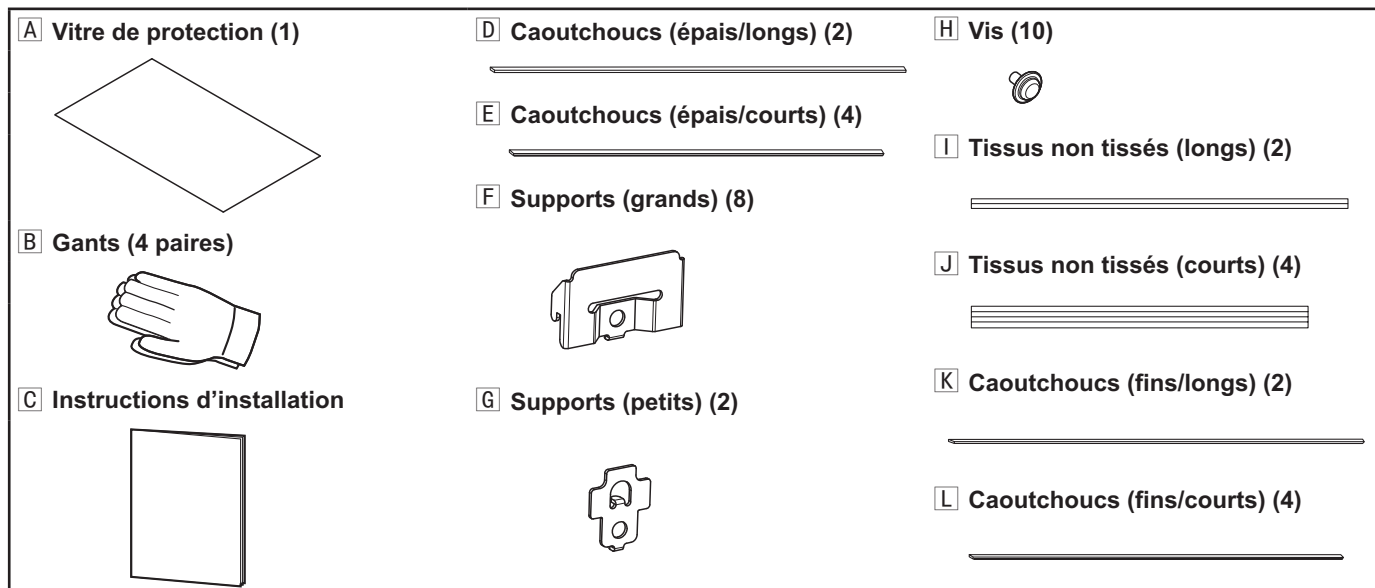 A Vitre de protection (1)
B Gants (4 paires)
C Instructions d’installation
D Caoutchoucs (épais/longs) (2)
E Caoutchoucs (épais/courts) (4)
F Supports (grands) (8)
G Supports (petits) (2)
H Vis (10)
I Tissus non tissés (longs) (2)
J Tissus non tissés (courts) (4)
K Caoutchoucs (fins/longs) (2)
L Caoutchoucs (fins/courts) (4)